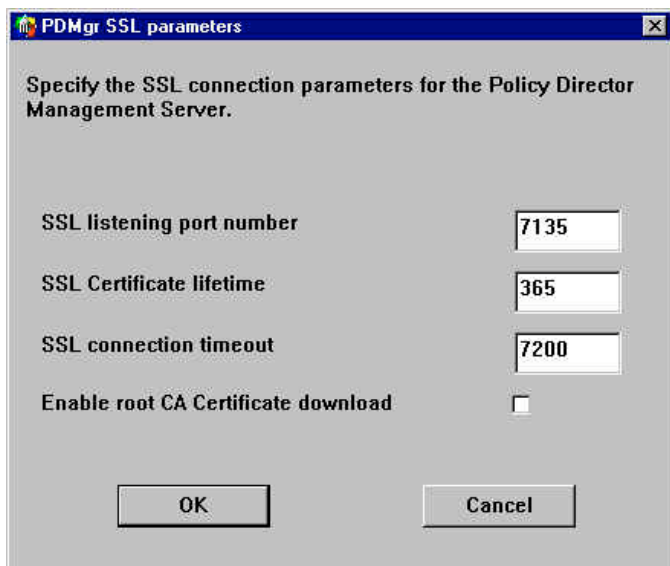 PDMgr SSL parameters
Specify the SSL connection parameters for the Policy Director
Management Server.
SSL listening port number 7135
SSL Certificate lifetime 365
SSL connection timeout 7200
Enable root CA Certificate download
OK Cancel